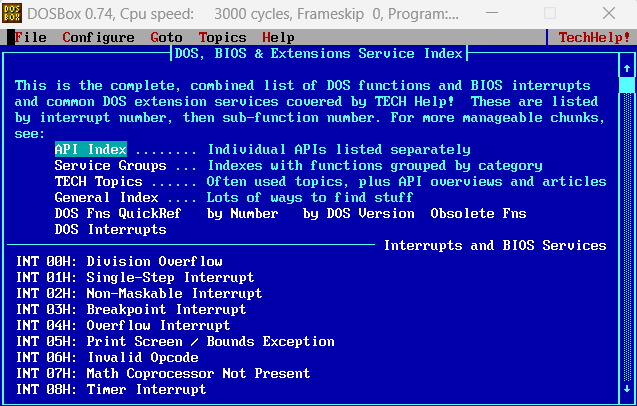 DOS BOX DOSBox 0.74, Cpu speed: 3000 cycles, Frameskip 0, Program:...
File Configure Goto Topics Help TechHelp!
DOS, BIOS & Extensions Service Index
This is the complete, combined list of DOS functions and BIOS interrupts
and common DOS extension services covered by TECH Help! These are listed
by interrupt number, then sub-function number. For more manageable chunks,
see:
API Index ........ Individual APIs listed separately
Service Groups ... Indexes with functions grouped by category
TECH Topics ...... Often used topics, plus API overviews and articles
General Index .... Lots of ways to find stuff
DOS Fns QuickRef by Number by DOS Version Obsolete Fns
DOS Interrupts
Interrupts and BIOS Services
INT 00H: Division Overflow
INT 01H: Single-Step Interrupt
INT 02H: Non-Maskable Interrupt
INT 03H: Breakpoint Interrupt
INT 04H: Overflow Interrupt
INT 05H: Print Screen / Bounds Exception
INT 06H: Invalid Opcode
INT 07H: Math Coprocessor Not Present
INT 08H: Timer Interrupt